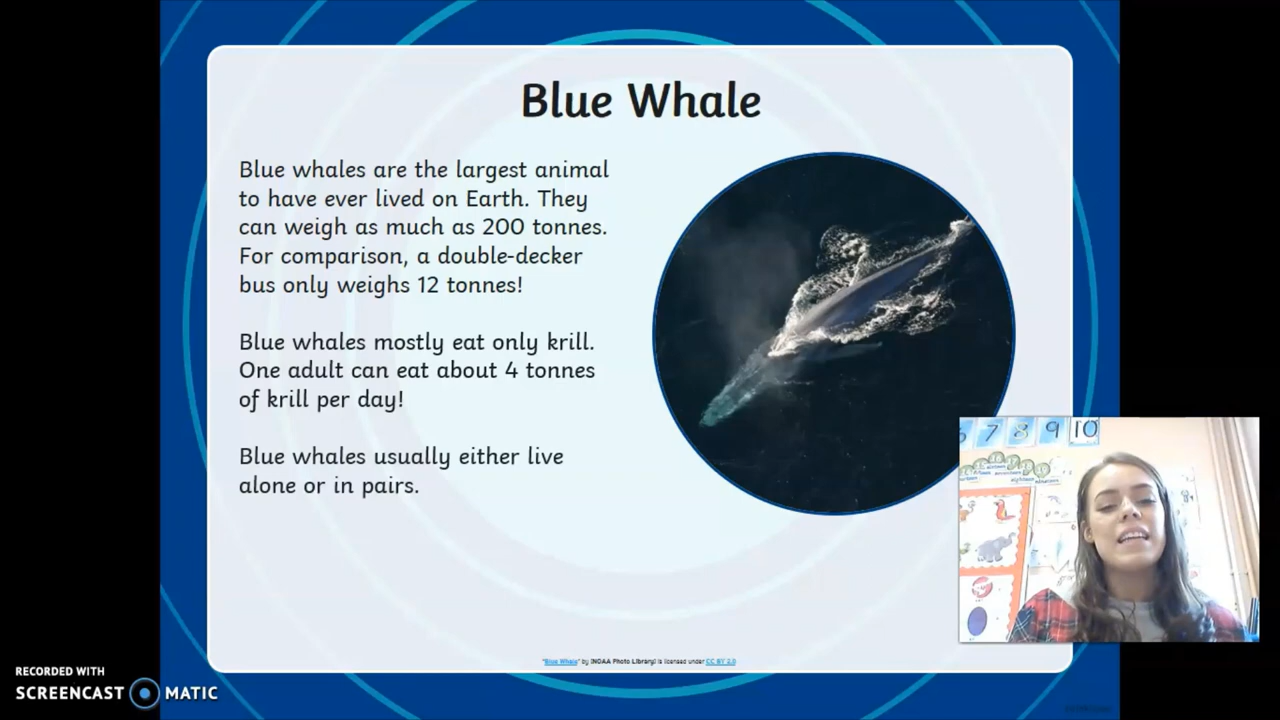 Blue Whale
Blue whales are the largest animal
to have ever lived on Earth. They
can weigh as much as 200 tonnes.
For comparison, a double-decker
bus only weighs 12 tonnes!
Blue whales mostly eat only krill.
One adult can eat about 4 tonnes
of krill per day!
Blue whales usually either live
alone or in pairs.
7 8 9 10
"Blue Whale" by [NOAA Photo Library] is licensed under CC BY 2.0
RECORDED WITH
SCREENCAST MATIC